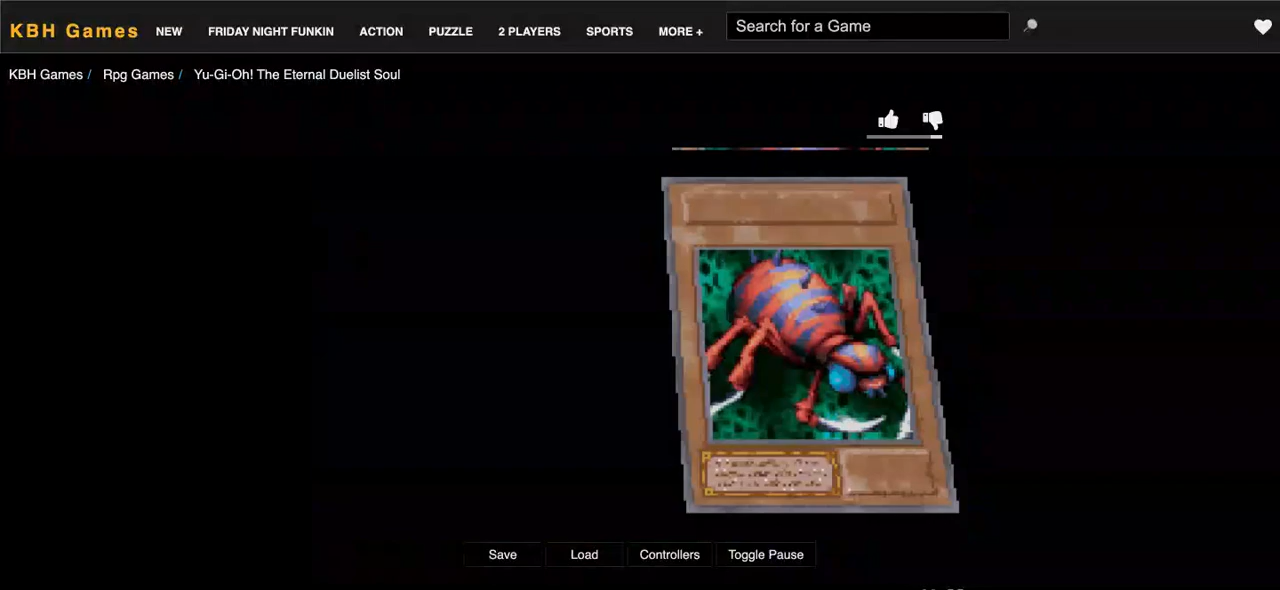 KBH Games NEW FRIDAY NIGHT FUNKIN ACTION PUZZLE 2 PLAYERS SPORTS MORE + Search for a Game
KBH Games / Rpg Games / Yu-Gi-Oh! The Eternal Duelist Soul
Save Load Controllers Toggle Pause